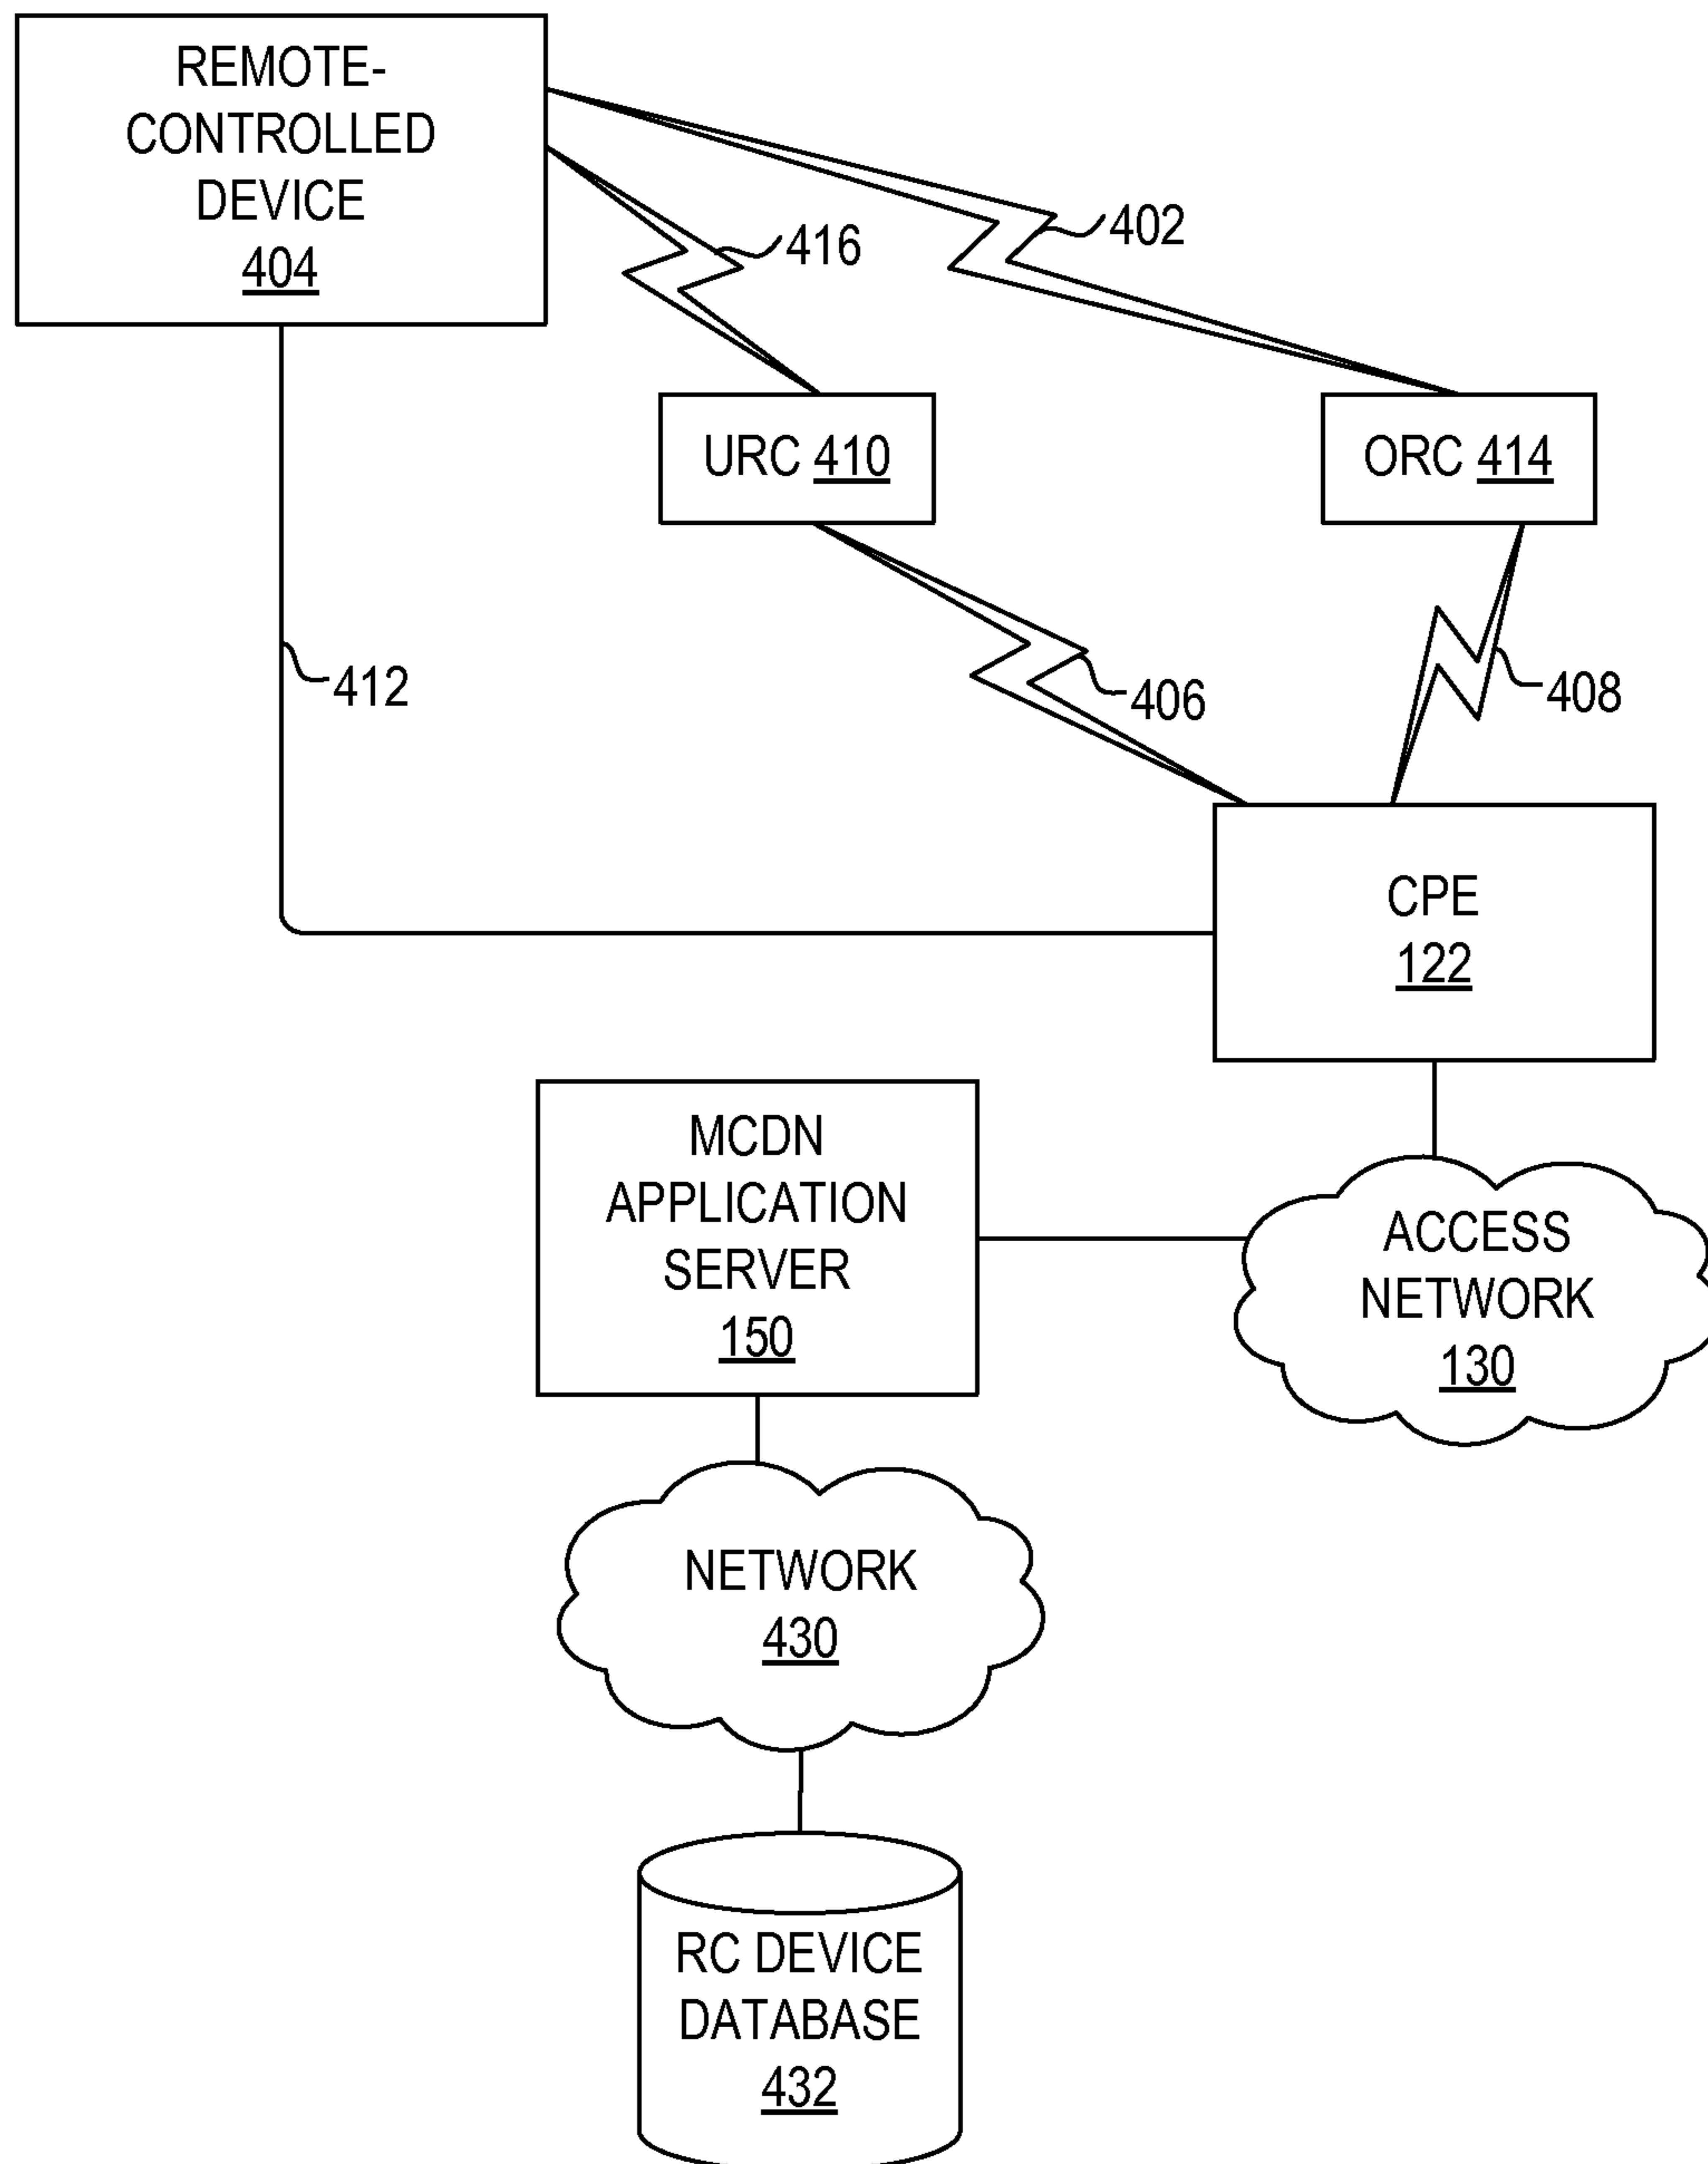 REMOTE-
CONTROLLED
DEVICE
404
416
402
URC 410
ORC 414
412
406
408
CPE
122
MCDN
APPLICATION
SERVER
150
ACCESS
NETWORK
130
NETWORK
430
RC DEVICE
DATABASE
432